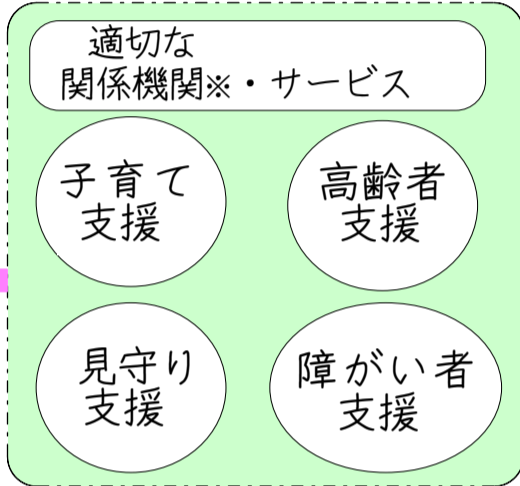 適切な
関係機関※・サービス
子育て
支援
高齢者
支援
見守り
支援
障がい者
支援